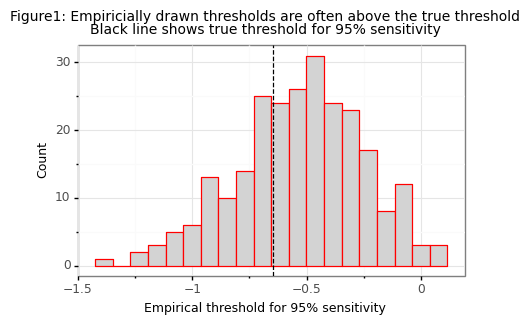 Figure1: Empiricially drawn thresholds are often above the true threshold
Black line shows true threshold for 95% sensitivity
30
20
10
0
Count
−1.5 −1 −0.5 0
Empirical threshold for 95% sensitivity